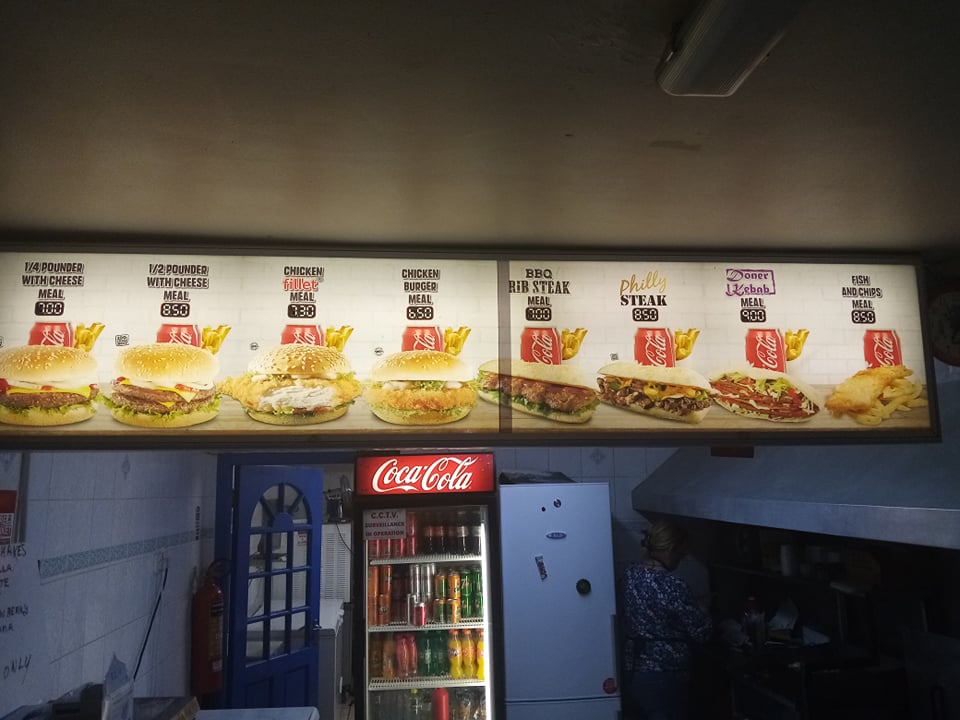 1/4 POUNDER
WITH CHEESE
MEAL
7.00
1/2 POUNDER
WITH CHEESE
MEAL
8.50
CHICKEN
fillet
MEAL
7.30
CHICKEN
BURGER
MEAL
6.50
BBQ
RIB STEAK
MEAL
7.00
Philly
STEAK
8.50
Doner
Kebab
MEAL
9.00
FISH
AND CHIPS
MEAL
8.50
Coca-Cola
C.C.T.V.
SURVEILLANCE
IN OPERATION
ONLY